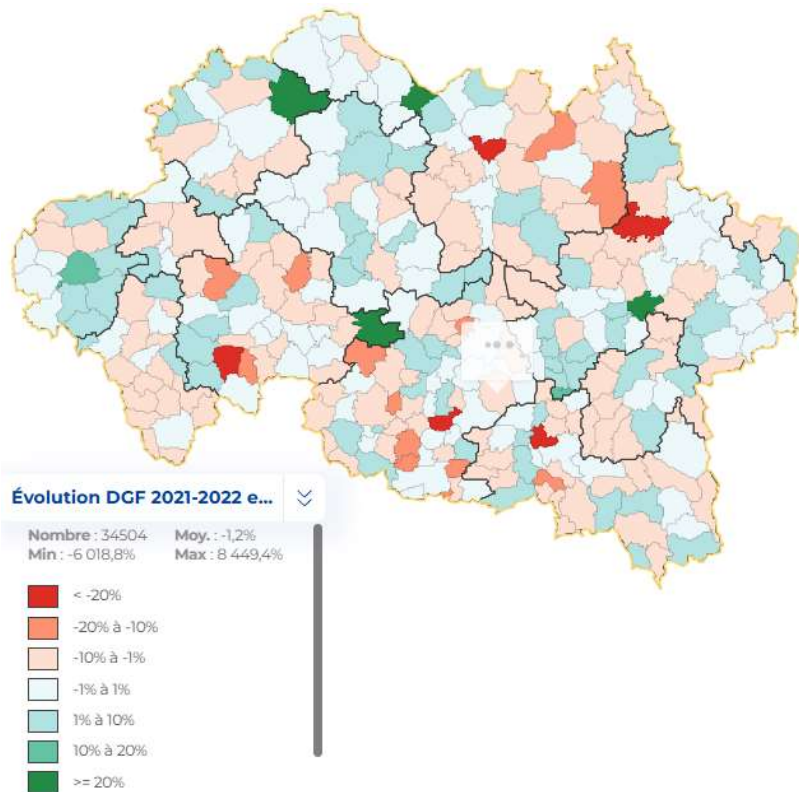 Évolution DGF 2021-2022 e...
Nombre : 34504 Moy. : -1,2%
Min : -6 018,8% Max : 8 449,4%
< -20%
-20% à -10%
-10% à -1%
-1% à 1%
1% à 10%
10% à 20%
>= 20%